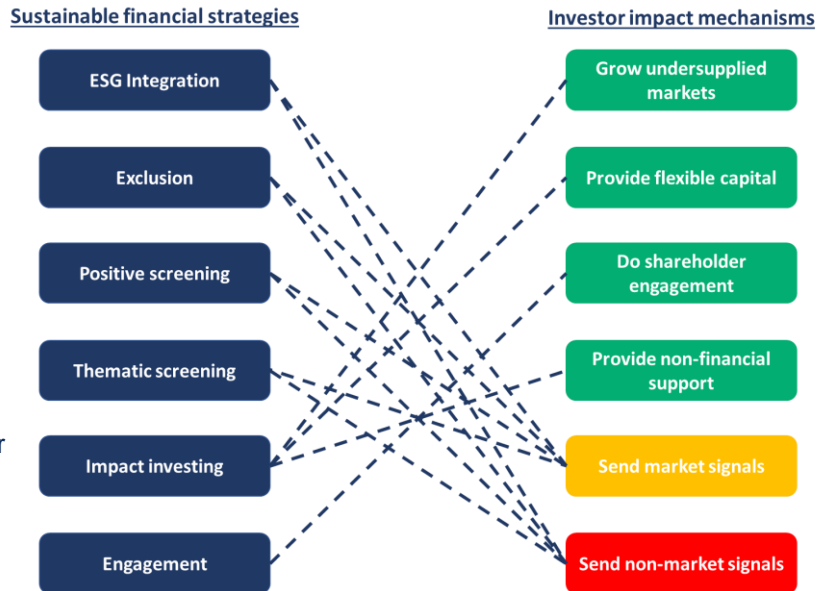 Sustainable financial strategies
Investor impact mechanisms
ESG Integration
Exclusion
Positive screening
Thematic screening
Impact investing
Engagement
Grow undersupplied
markets
Provide flexible capital
Do shareholder
engagement
Provide non-financial
support
Send market signals
Send non-market signals
r